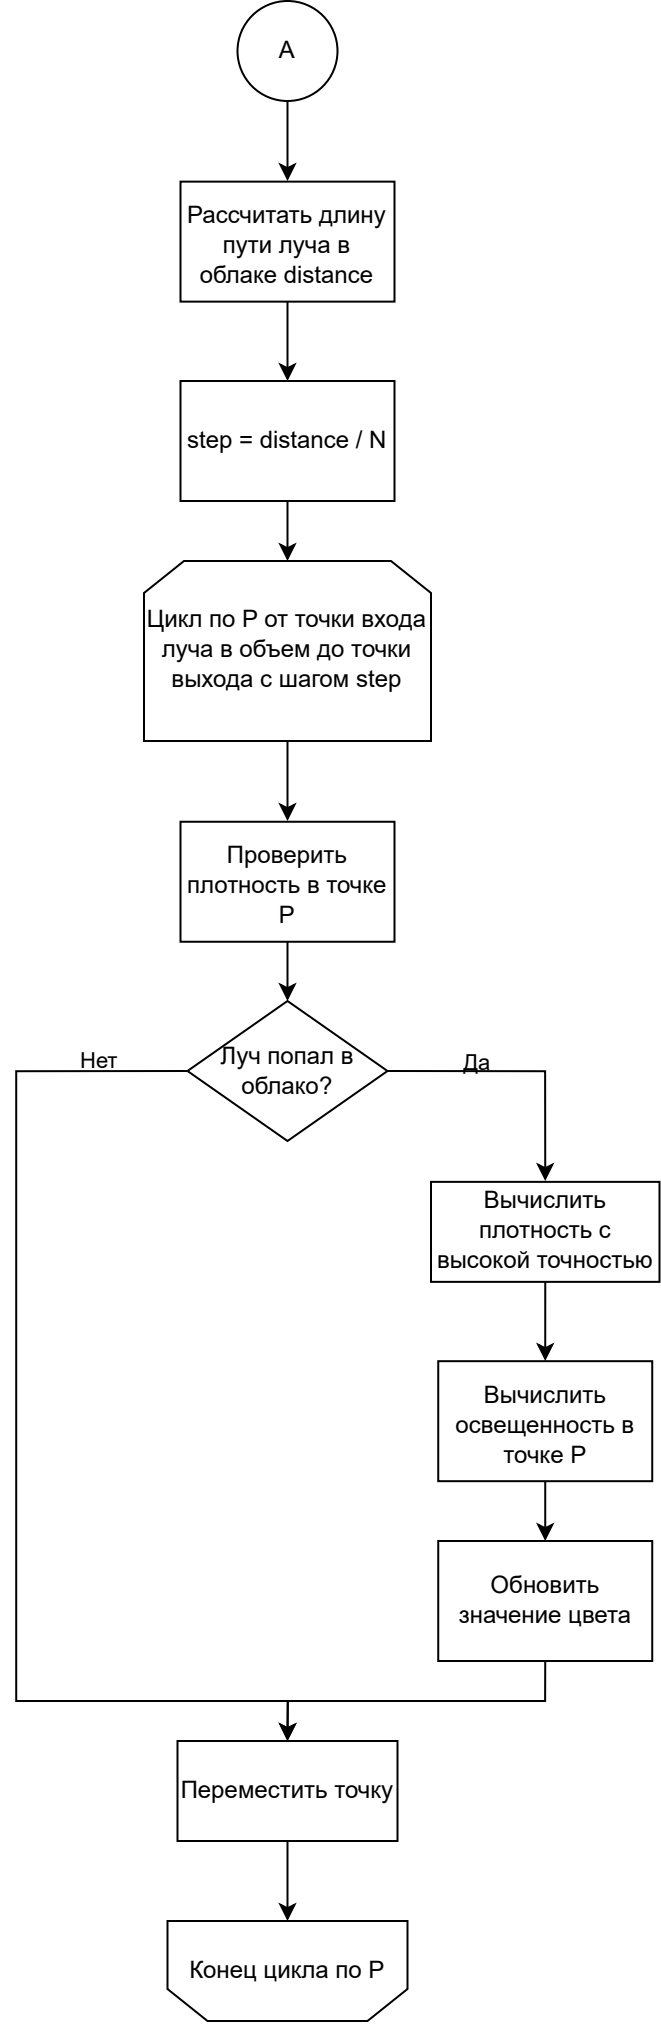 A
Рассчитать длину
пути луча в
облаке distance
step = distance / N
Цикл по P от точки входа
луча в объем до точки
выхода с шагом step
Проверить
плотность в точке
P
Луч попал в
облако?
Нет
Да
Вычислить
плотность с
высокой точностью
Вычислить
освещенность в
точке P
Обновить
значение цвета
Переместить точку
Конец цикла по P